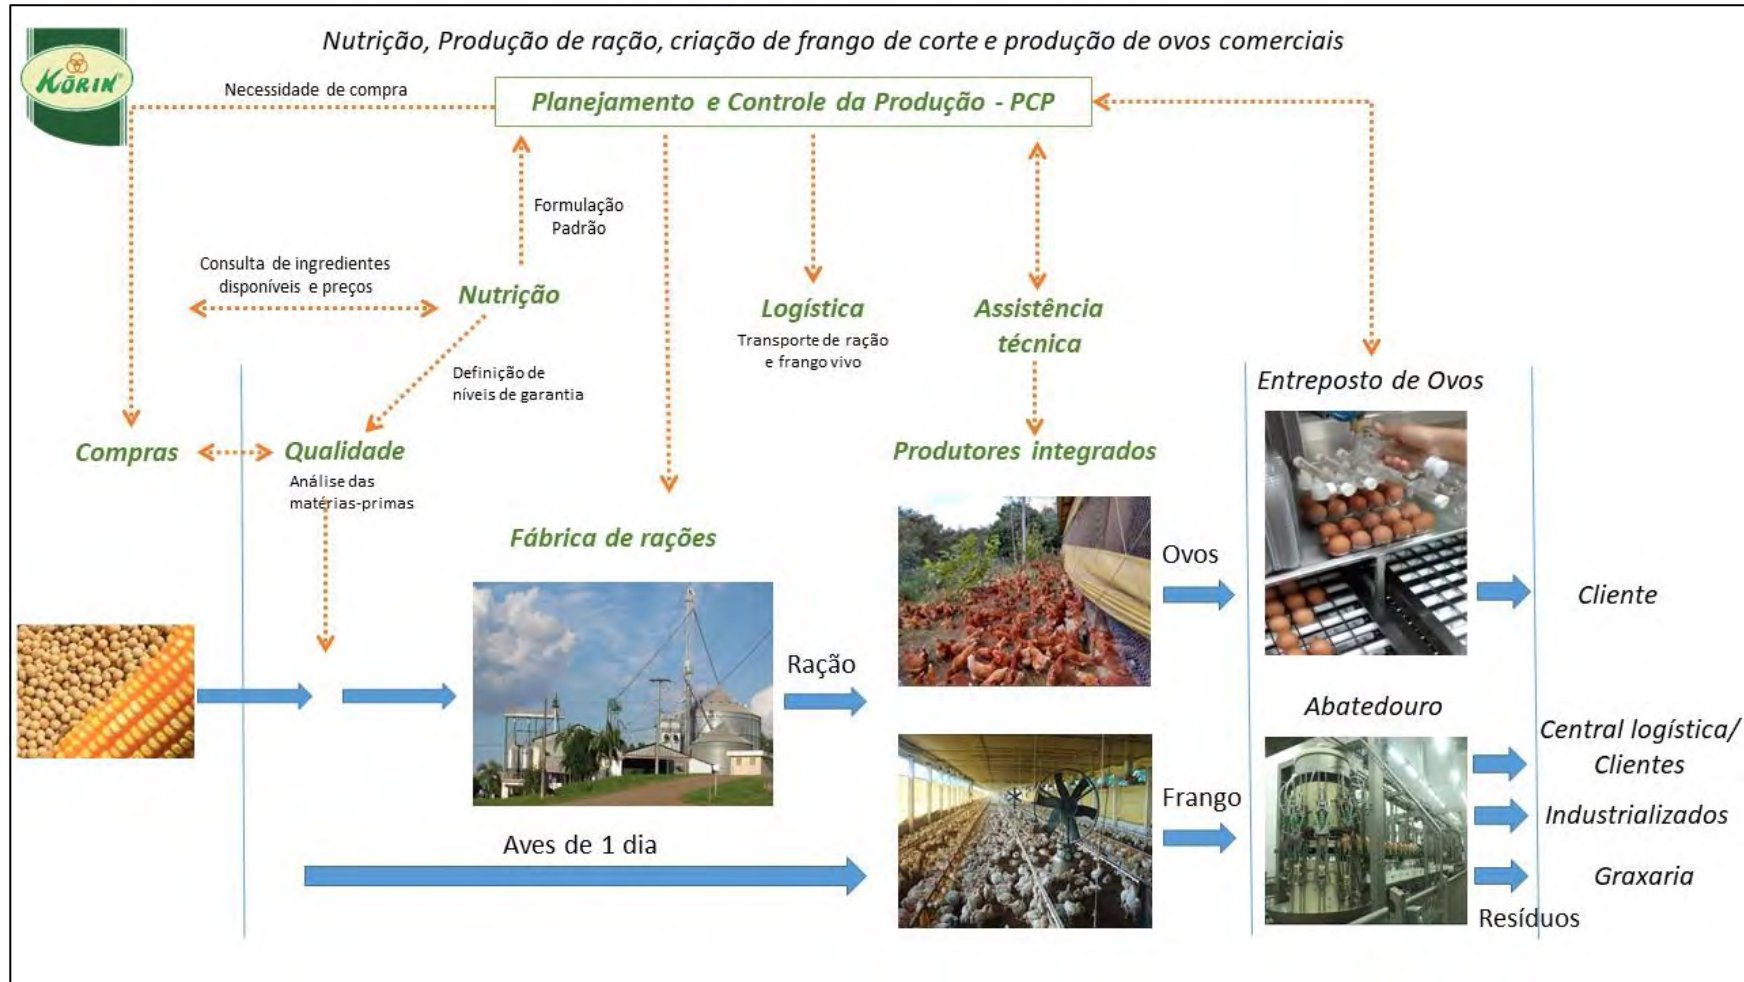 Nutrição, Produção de ração, criação de frango de corte e produção de ovos comerciais
KŌRIN®
Necessidade de compra
Planejamento e Controle da Produção - PCP
Formulação
Padrão
Consulta de ingredientes
disponíveis e preços
Nutrição
Logística
Transporte de ração
e frango vivo
Assistência
técnica
Definição de
níveis de garantia
Entreposto de Ovos
Compras
Qualidade
Análise das
matérias-primas
Produtores integrados
Fábrica de rações
Ovos
Cliente
Ração
Abatedouro
Central logística/
Clientes
Frango
Industrializados
Aves de 1 dia
Graxaria
Resíduos